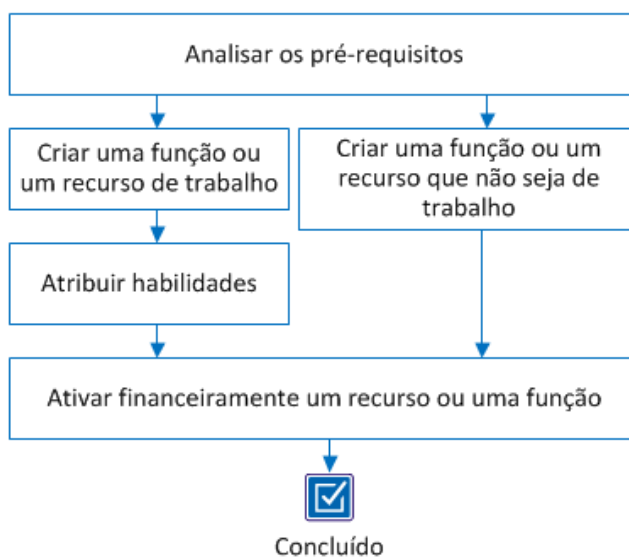 Analisar os pré-requisitos
Criar uma função ou
um recurso de trabalho
Criar uma função ou um
recurso que não seja de
trabalho
Atribuir habilidades
Ativar financeiramente um recurso ou uma função
Concluído